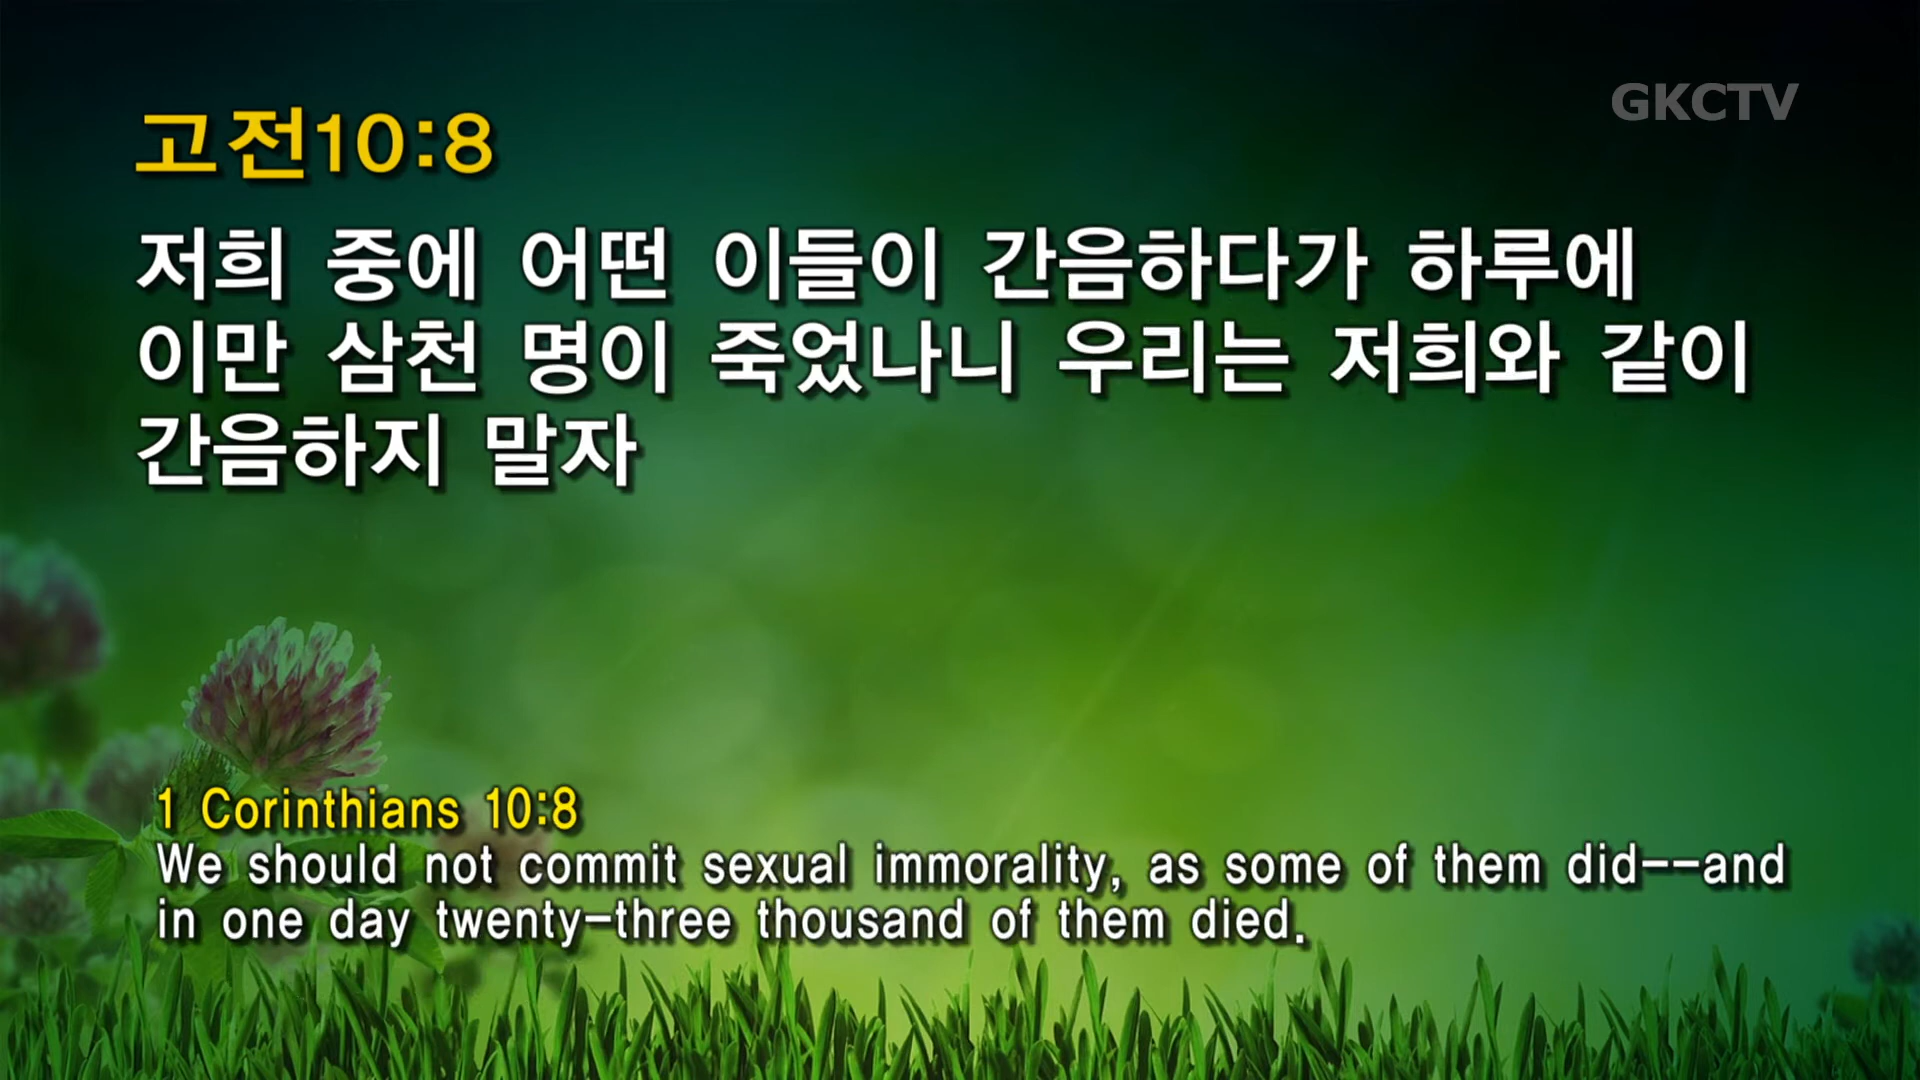 GKCTV
고전10:8
저희 중에 어떤 이들이 간음하다가 하루에
이만 삼천 명이 죽었나니 우리는 저희와 같이
간음하지 말자
1 Corinthians 10:8
We should not commit sexual immorality, as some of them did--and
in one day twenty-three thousand of them died.